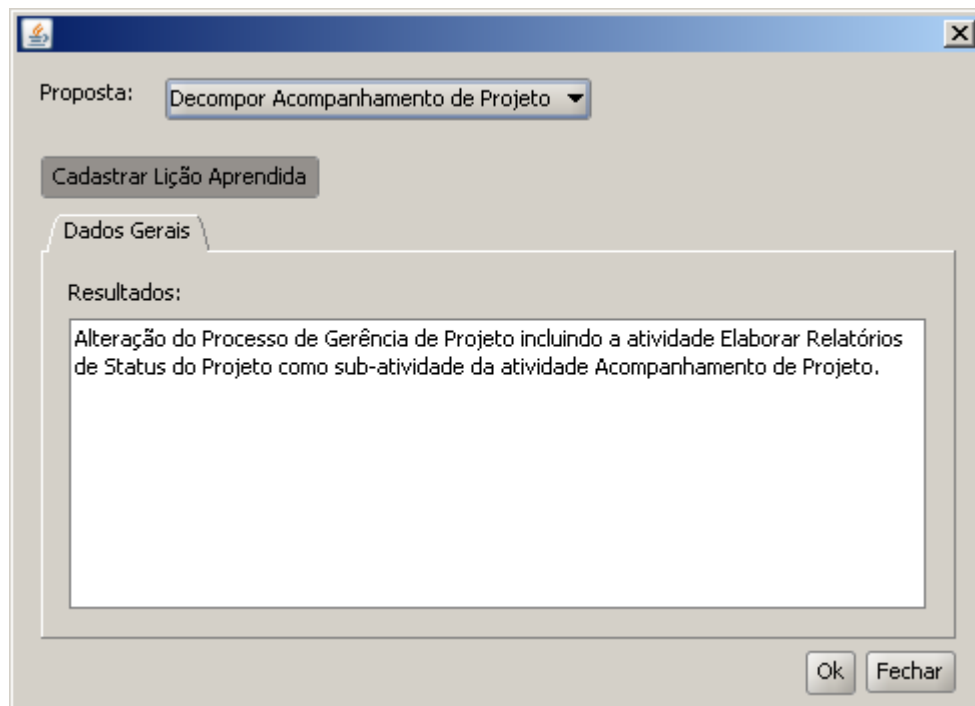 Proposta: Decompor Acompanhamento de Projeto
Cadastrar Lição Aprendida
Dados Gerais
Resultados:
Alteração do Processo de Gerência de Projeto incluindo a atividade Elaborar Relatórios
de Status do Projeto como sub-atividade da atividade Acompanhamento de Projeto.
Ok Fechar